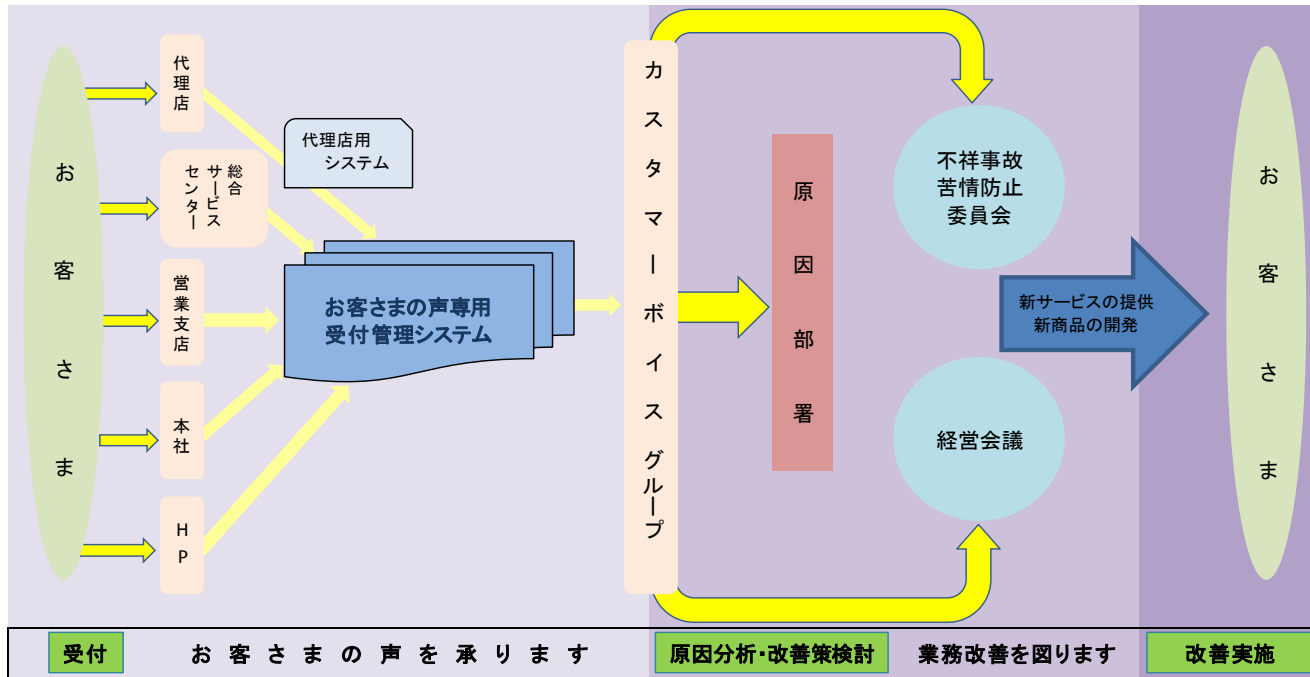 お客さま
代理店
総合
サービス
センター
営業支店
本社
HP
代理店用
システム
お客さまの声専用
受付管理システム
カスタマーボイスグループ
原因部署
不祥事故
苦情防止
委員会
経営会議
新サービスの提供
新商品の開発
お客さま
受付 お客さまの声を承ります 原因分析・改善策検討 業務改善を図ります 改善実施